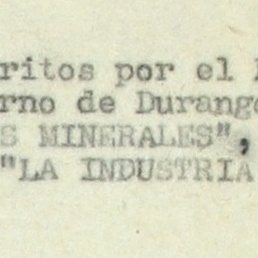 ritos por el
rno de Durango
S MINERALES",
"LA INDUSTRIA